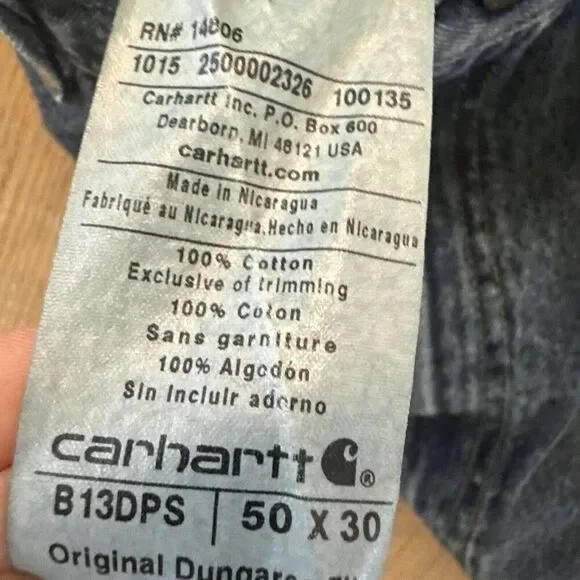 RN# 14806
1015 2500002326 100135
Carhartt Inc. P.O. Box 600
Dearborn, MI 48121 USA
carhartt.com
Made in Nicaragua
Fabriqué au Nicaragua.Hecho en Nicaragua
100% Cotton
Exclusive of trimming
100% Coton
Sans garniture
100% Algodón
Sin Incluir adorno
carhartt ®
B13DPS | 50 X 30
Original Dungare